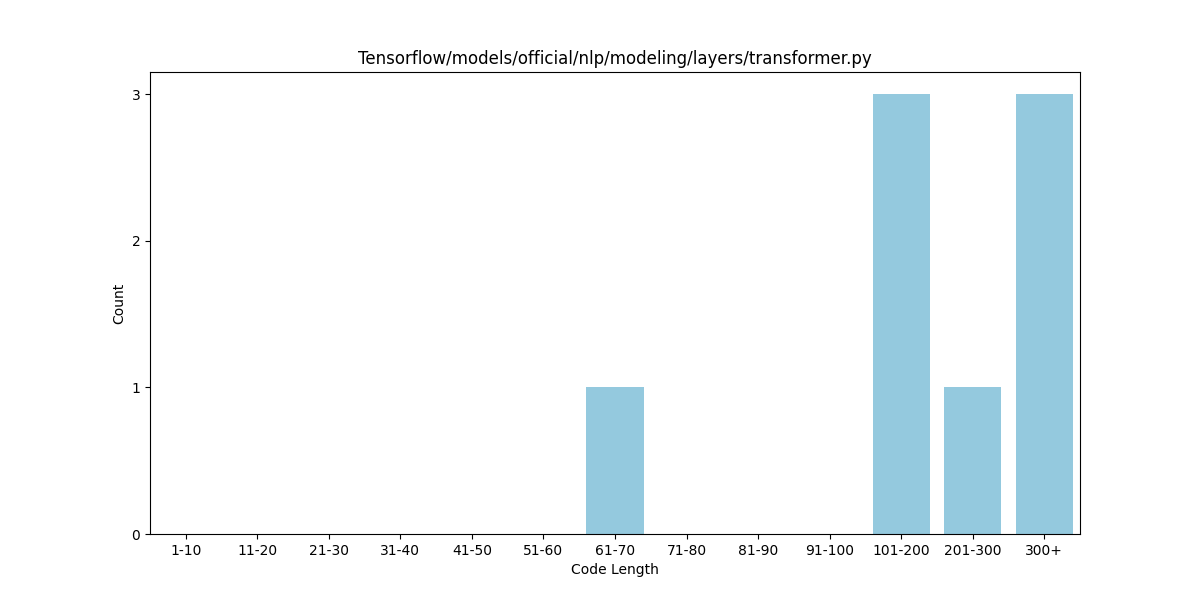 Tensorflow/models/official/nlp/modeling/layers/transformer.py
3
2
1
0
Count
1-10 11-20 21-30 31-40 41-50 51-60 61-70 71-80 81-90 91-100 101-200 201-300 300+
Code Length